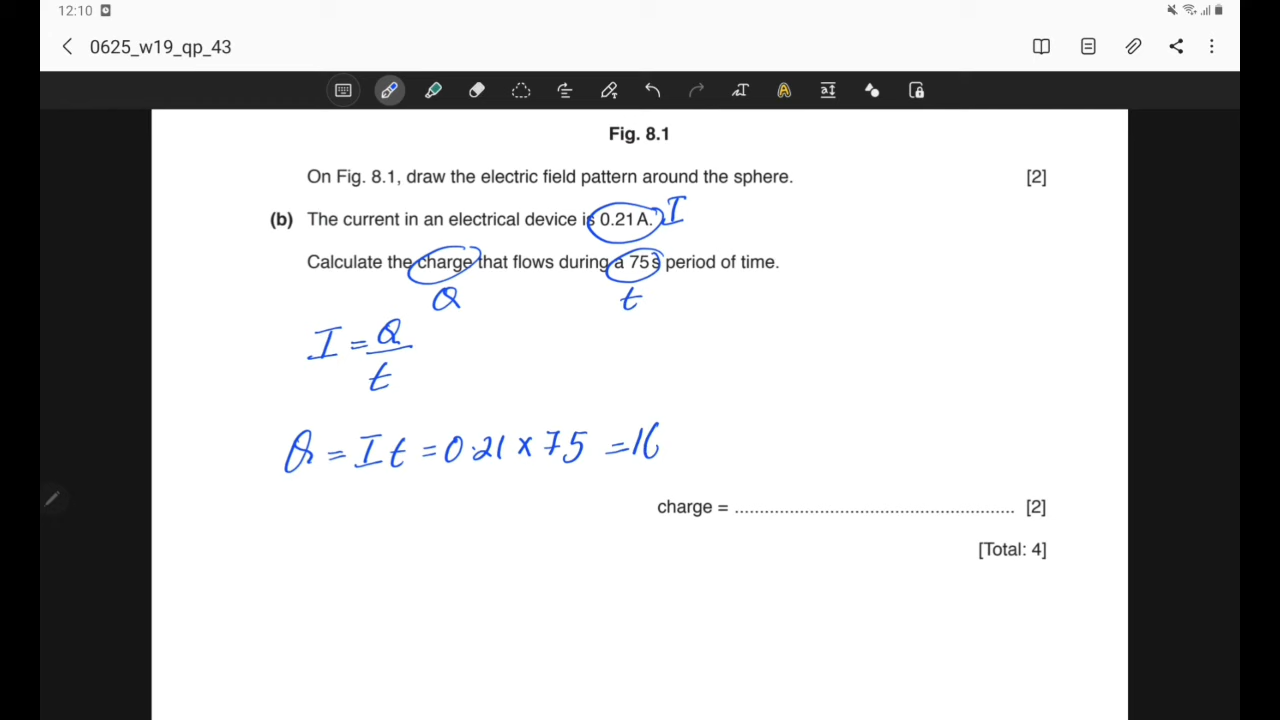 12:10
0625_w19_qp_43
Fig. 8.1
On Fig. 8.1, draw the electric field pattern around the sphere. [2]
(b) The current in an electrical device is 0.21 A. I
Calculate the charge that flows during a 75 s period of time.
Q t
I = Q/t
Q = It = 0.21 × 75 = 16
charge = ........................................................ [2]
[Total: 4]